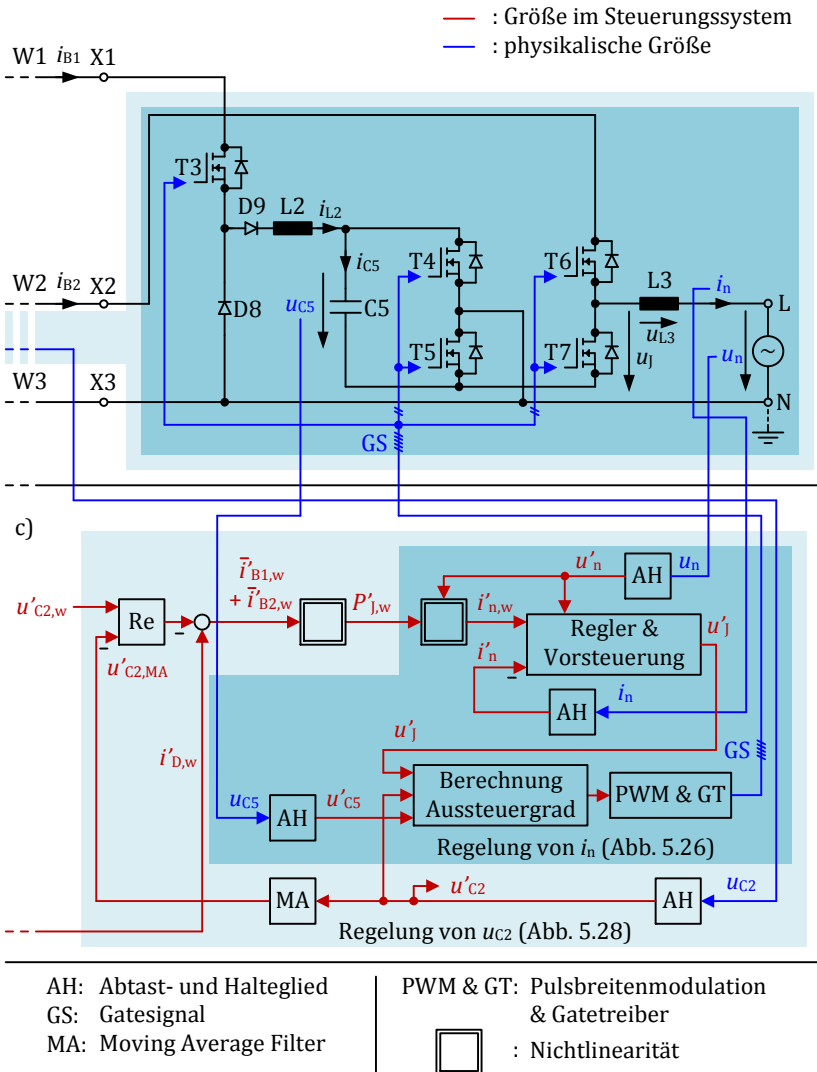 : Größe im Steuerungssystem
: physikalische Größe
W1 iB1 X1
T3
D9 L2 iL2
iC5
T4
T6
L3
in
W2 iB2 X2
D8
uC5
C5
L
uL3
uJ
un
T5
T7
W3 X3
N
GS
c)
ī'B1,w
+ ī'B2,w
u'n
AH
un
u'C2,w
Re
P'J,w
i'n,w
Regler &
Vorsteuerung
u'J
i'n
u'C2,MA
in
AH
u'J
GS
i'D,w
uC5
AH
u'C5
Berechnung
Aussteuergrad
PWM & GT
Regelung von in (Abb. 5.26)
MA
u'C2
AH
uC2
Regelung von uC2 (Abb. 5.28)
AH: Abtast- und Halteglied
GS: Gatesignal
MA: Moving Average Filter
PWM & GT: Pulsbreitenmodulation
& Gatetreiber
: Nichtlinearität